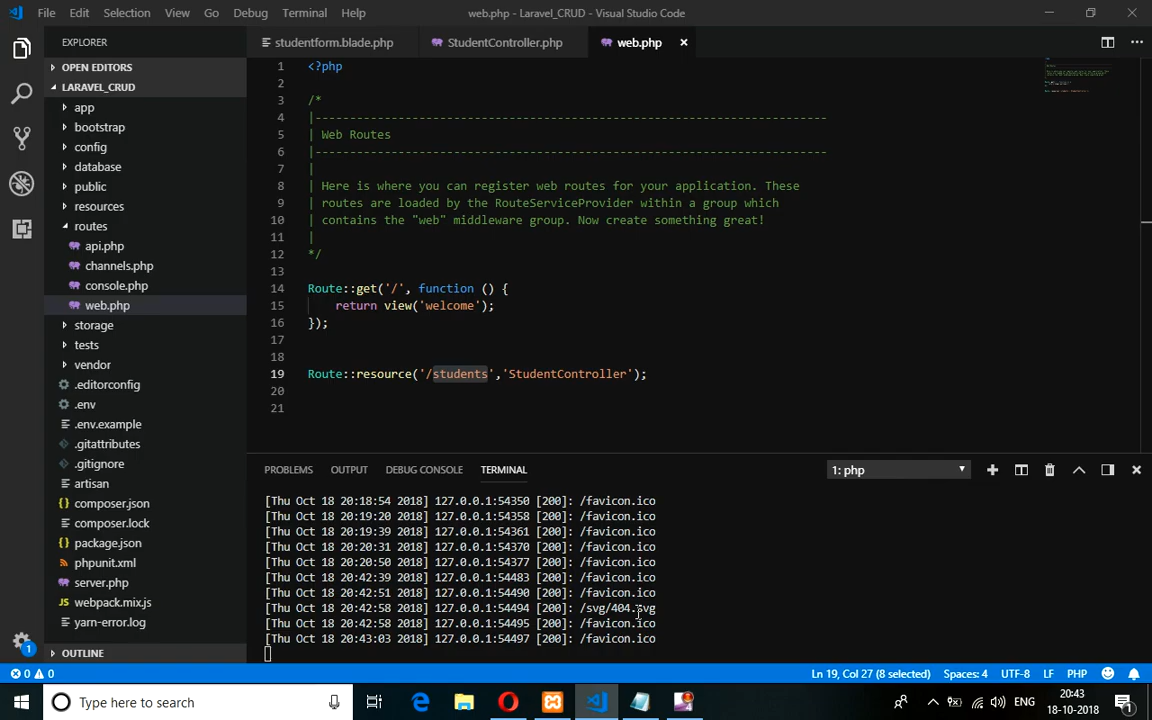 File Edit Selection View Go Debug Terminal Help web.php - Laravel_CRUD - Visual Studio Code
EXPLORER
OPEN EDITORS
LARAVEL_CRUD
app
bootstrap
config
database
public
resources
routes
api.php
channels.php
console.php
web.php
storage
tests
vendor
.editorconfig
.env
.env.example
.gitattributes
.gitignore
artisan
composer.json
composer.lock
package.json
phpunit.xml
server.php
webpack.mix.js
yarn-error.log
OUTLINE
studentform.blade.php StudentController.php web.php
1 <?php
2
3 /*
4 |--------------------------------------------------------------------------
5 | Web Routes
6 |--------------------------------------------------------------------------
7 |
8 | Here is where you can register web routes for your application. These
9 | routes are loaded by the RouteServiceProvider within a group which
10 | contains the "web" middleware group. Now create something great!
11 |
12 */
13
14 Route::get('/', function () {
15 return view('welcome');
16 });
17
18
19 Route::resource('/students','StudentController');
20
21
PROBLEMS OUTPUT DEBUG CONSOLE TERMINAL 1: php
[Thu Oct 18 20:18:54 2018] 127.0.0.1:54350 [200]: /favicon.ico
[Thu Oct 18 20:19:20 2018] 127.0.0.1:54358 [200]: /favicon.ico
[Thu Oct 18 20:19:39 2018] 127.0.0.1:54361 [200]: /favicon.ico
[Thu Oct 18 20:20:31 2018] 127.0.0.1:54370 [200]: /favicon.ico
[Thu Oct 18 20:20:50 2018] 127.0.0.1:54377 [200]: /favicon.ico
[Thu Oct 18 20:42:39 2018] 127.0.0.1:54483 [200]: /favicon.ico
[Thu Oct 18 20:42:51 2018] 127.0.0.1:54490 [200]: /favicon.ico
[Thu Oct 18 20:42:58 2018] 127.0.0.1:54494 [200]: /svg/404.svg
[Thu Oct 18 20:42:58 2018] 127.0.0.1:54495 [200]: /favicon.ico
[Thu Oct 18 20:43:03 2018] 127.0.0.1:54497 [200]: /favicon.ico
1
0 0 Ln 19, Col 27 (8 selected) Spaces: 4 UTF-8 LF PHP
Type here to search ENG 20:43
18-10-2018 1